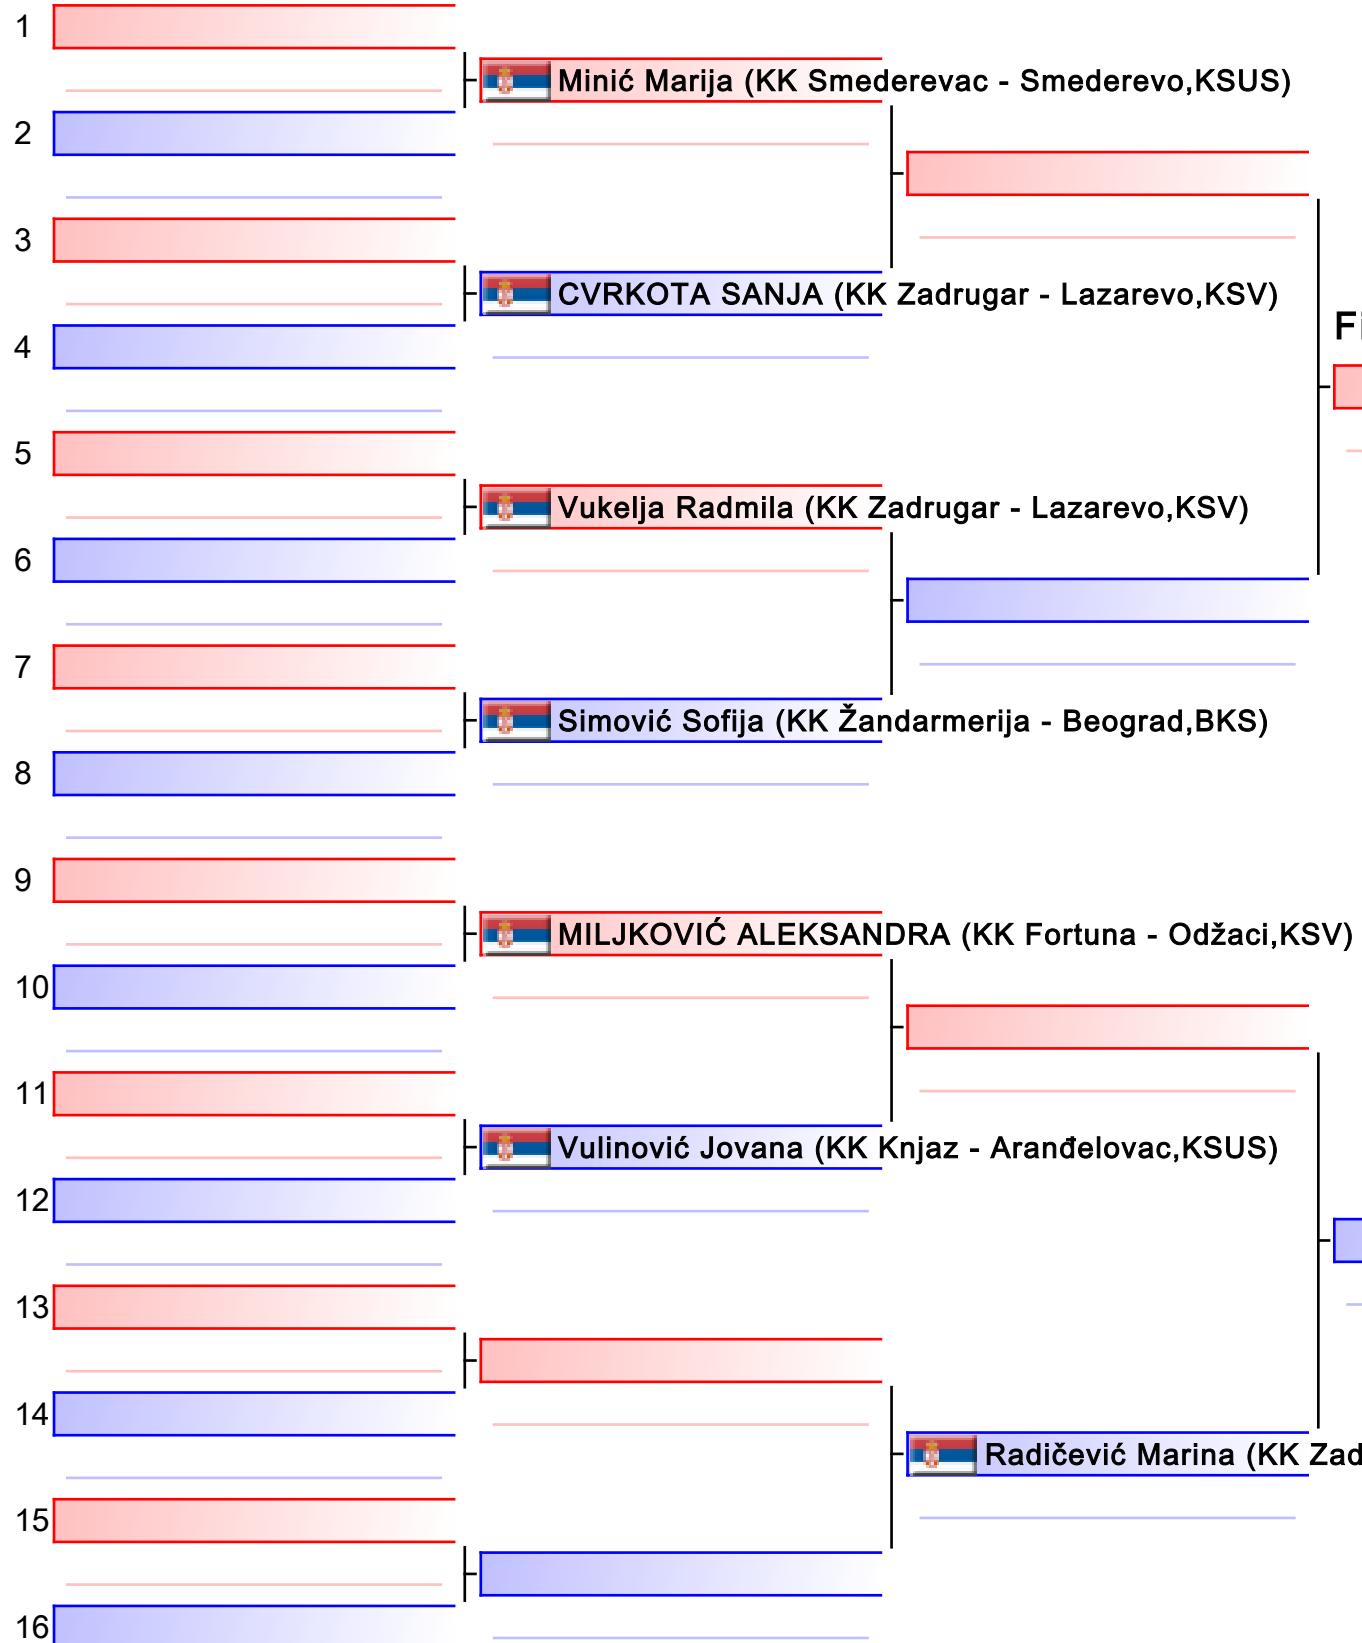 1
Minić Marija (KK Smederevac - Smederevo,KSUS)
2
3
CVRKOTA SANJA (KK Zadrugar - Lazarevo,KSV)
Fi
4
5
Vukelja Radmila (KK Zadrugar - Lazarevo,KSV)
6
7
Simović Sofija (KK Žandarmerija - Beograd,BKS)
8
9
MILJKOVIĆ ALEKSANDRA (KK Fortuna - Odžaci,KSV)
10
11
Vulinović Jovana (KK Knjaz - Aranđelovac,KSUS)
12
13
14
Radičević Marina (KK Zad
15
16